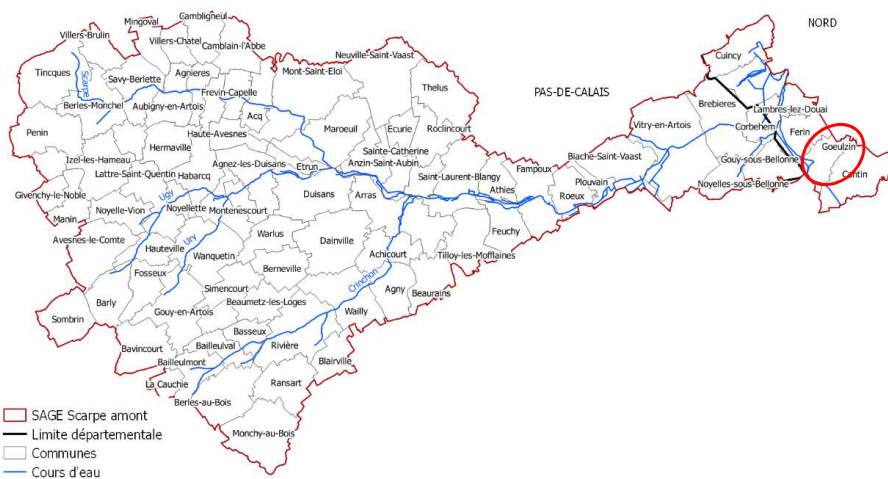 NORD
PAS-DE-CALAIS
Villers-Brulin
Mingoval
Cambligneul
Villers-Chatel
Camblain-l'Abbe
Tincques
Scarpe
Savy-Berlette
Agnieres
Mont-Saint-Eloi
Neuville-Saint-Vaast
Thelus
Cuincy
Berles-Monchel
Aubigny-en-Artois
Frevin-Capelle
Acq
Brebieres
Lambres-lez-Douai
Penin
Haute-Avesnes
Maroeuil
Ecurie
Roclincourt
Vitry-en-Artois
Corbehem
Ferin
Hermaville
Sainte-Catherine
Goeulzin
Izel-les-Hameau
Agnez-les-Duisans
Etrun
Anzin-Saint-Aubin
Fampoux
Biache-Saint-Vaast
Gouy-sous-Bellonne
Lattre-Saint-Quentin
Habarcq
Saint-Laurent-Blangy
Cantin
Givenchy-le-Noble
Duisans
Arras
Athies
Roeux
Plouvain
Noyelles-sous-Bellonne
Manin
Noyelle-Vion
Ugy
Noyellette
Montenescourt
Avesnes-le-Comte
Ury
Warlus
Dainville
Feuchy
Hauteville
Wanquetin
Achicourt
Tilloy-les-Mofflaines
Fosseux
Berneville
Crinchon
Simencourt
Agny
Beaurains
Barly
Beaumetz-les-Loges
Sombrin
Gouy-en-Artois
Wailly
Basseux
Bavincourt
Bailleulval
Rivière
Bailleulmont
Blairville
La Cauchie
Ransart
Berles-au-Bois
Monchy-au-Bois
SAGE Scarpe amont
Limite départementale
Communes
Cours d'eau